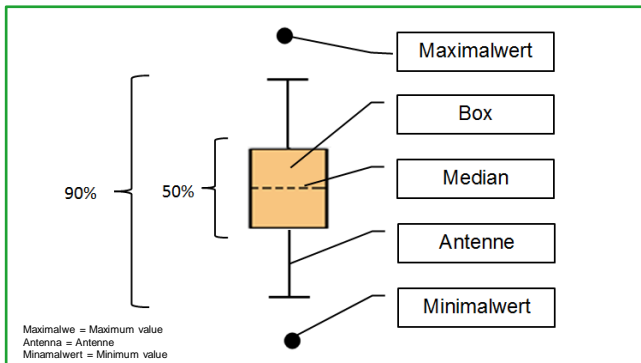 Maximalwert
Box
90%
50%
Median
Antenne
Minimalwert
Maximalwe = Maximum value
Antenna = Antenne
Minamalwert = Minimum value